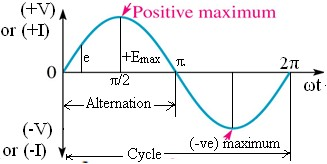 (+V)
or (+I)
Positive maximum
e
+Emax
0
π/2
π
2π
ωt
Alternation
(-V)
or (-I)
(-ve) maximum
Cycle